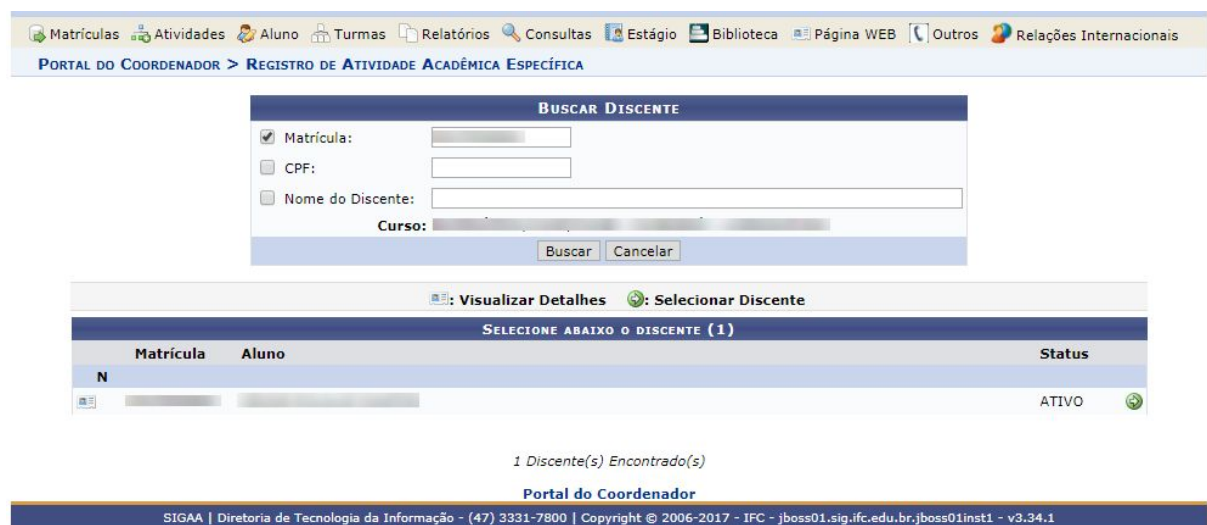 Matrículas Atividades Aluno Turmas Relatórios Consultas Estágio Biblioteca Página WEB Outros Relações Internacionais
PORTAL DO COORDENADOR > REGISTRO DE ATIVIDADE ACADÊMICA ESPECÍFICA
BUSCAR DISCENTE
Matrícula:
CPF:
Nome do Discente:
Curso:
Buscar Cancelar
: Visualizar Detalhes : Selecionar Discente
SELECIONE ABAIXO O DISCENTE (1)
Matrícula Aluno Status
N
ATIVO
1 Discente(s) Encontrado(s)
Portal do Coordenador
SIGAA | Diretoria de Tecnologia da Informação - (47) 3331-7800 | Copyright © 2006-2017 - IFC - jboss01.sig.ifc.edu.br.jboss01inst1 - v3.34.1